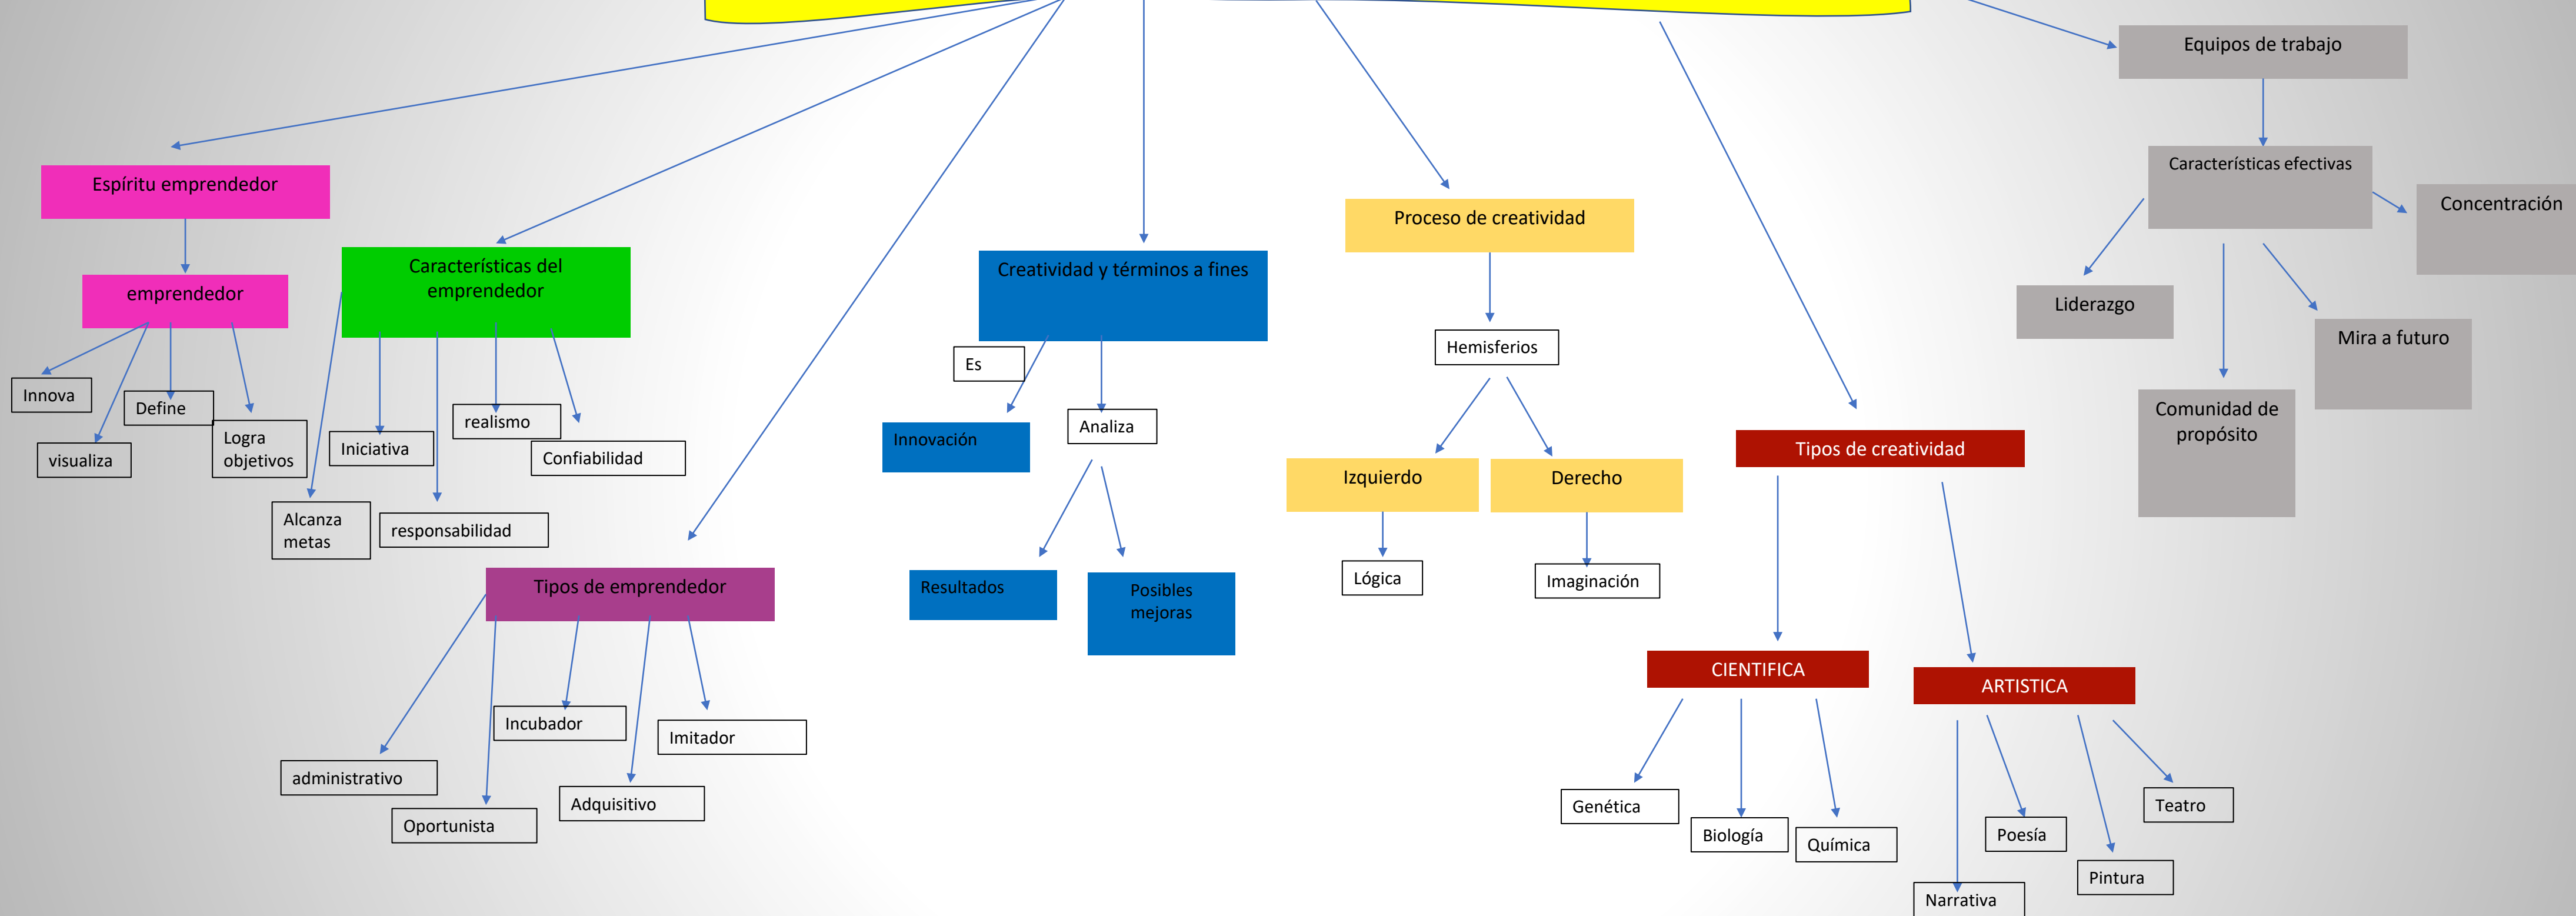 Equipos de trabajo
Características efectivas
Concentración
Liderazgo
Mira a futuro
Comunidad de
propósito
Espíritu emprendedor
emprendedor
Innova
visualiza
Define
Logra
objetivos
Características del
emprendedor
Alcanza
metas
Iniciativa
responsabilidad
realismo
Confiabilidad
Tipos de emprendedor
administrativo
Oportunista
Incubador
Adquisitivo
Imitador
Creatividad y términos a fines
Es
Innovación
Analiza
Resultados
Posibles
mejoras
Proceso de creatividad
Hemisferios
Izquierdo
Derecho
Lógica
Imaginación
Tipos de creatividad
CIENTIFICA
ARTISTICA
Genética
Biología
Química
Narrativa
Poesía
Pintura
Teatro